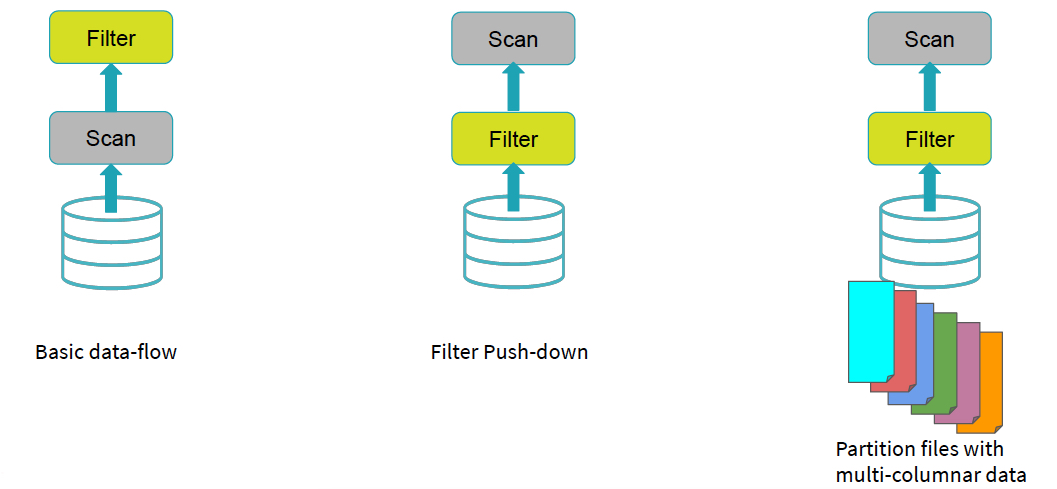 Filter
Scan
Basic data-flow
Scan
Filter
Filter Push-down
Scan
Filter
Partition files with
multi-columnar data